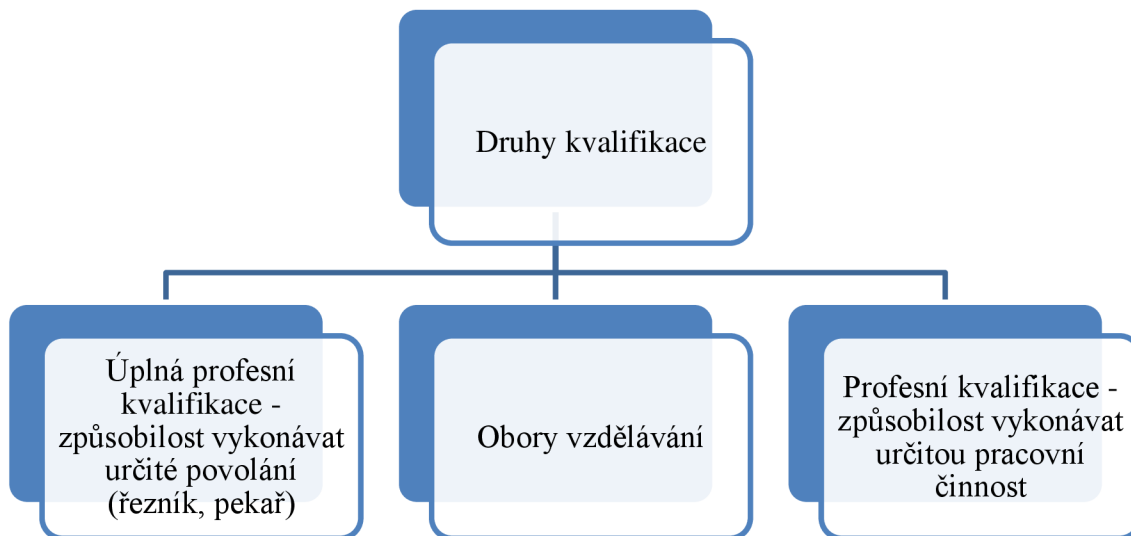 Druhy kvalifikace
Úplná profesní
kvalifikace -
způsobilost vykonávat
určité povolání
(řezník, pekař)
Obory vzdělávání
Profesní kvalifikace -
způsobilost vykonávat
určitou pracovní
činnost